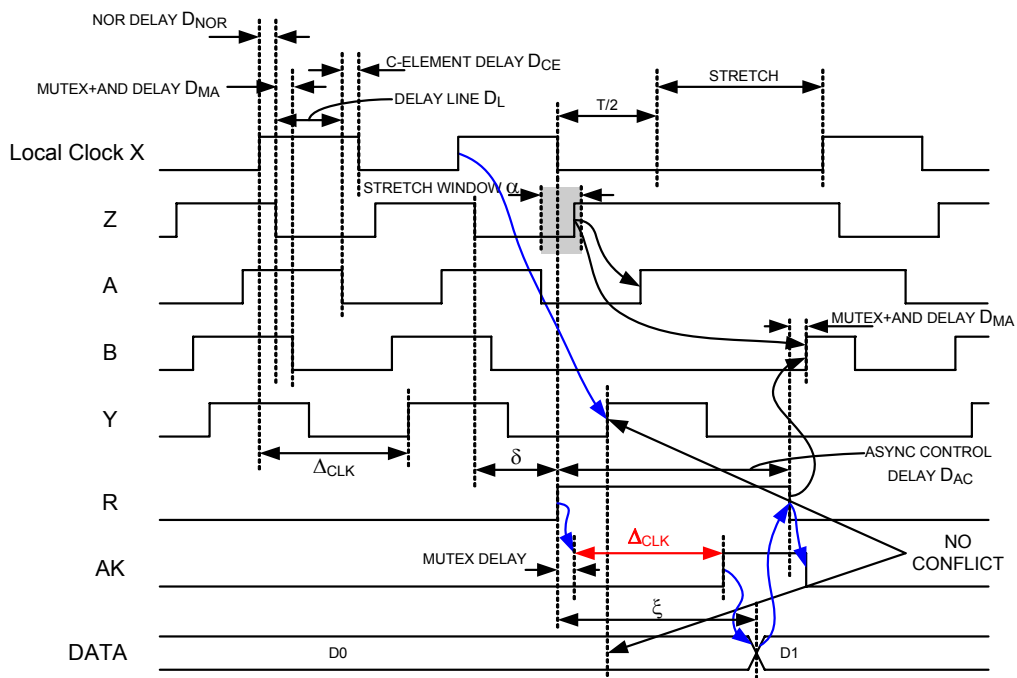 NOR DELAY DNOR
C-ELEMENT DELAY DCE
MUTEX+AND DELAY DMA
DELAY LINE DL
STRETCH
T/2
Local Clock X
STRETCH WINDOW α
Z
A
MUTEX+AND DELAY DMA
B
Y
ΔCLK
δ
ASYNC CONTROL
DELAY DAC
R
ΔCLK
NO
CONFLICT
AK
MUTEX DELAY
ξ
DATA
D0
D1